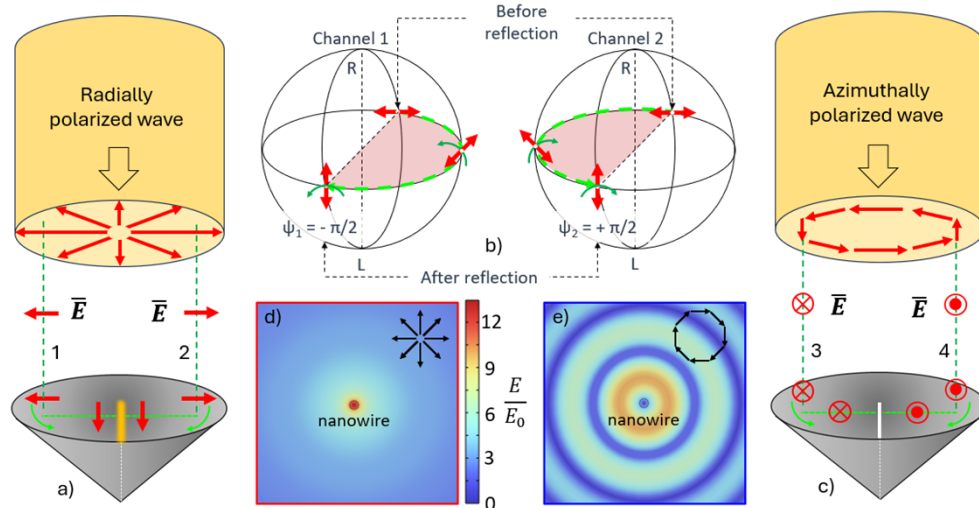 Radially
polarized wave
E̅
E̅
1
2
a)
Before
reflection
Channel 1
Channel 2
R
R
ψ₁ = - π/2
ψ₂ = + π/2
b)
After reflection
L
L
d)
nanowire
12
9
6
3
0
E
E₀
e)
nanowire
Azimuthally
polarized wave
E̅
E̅
3
4
c)